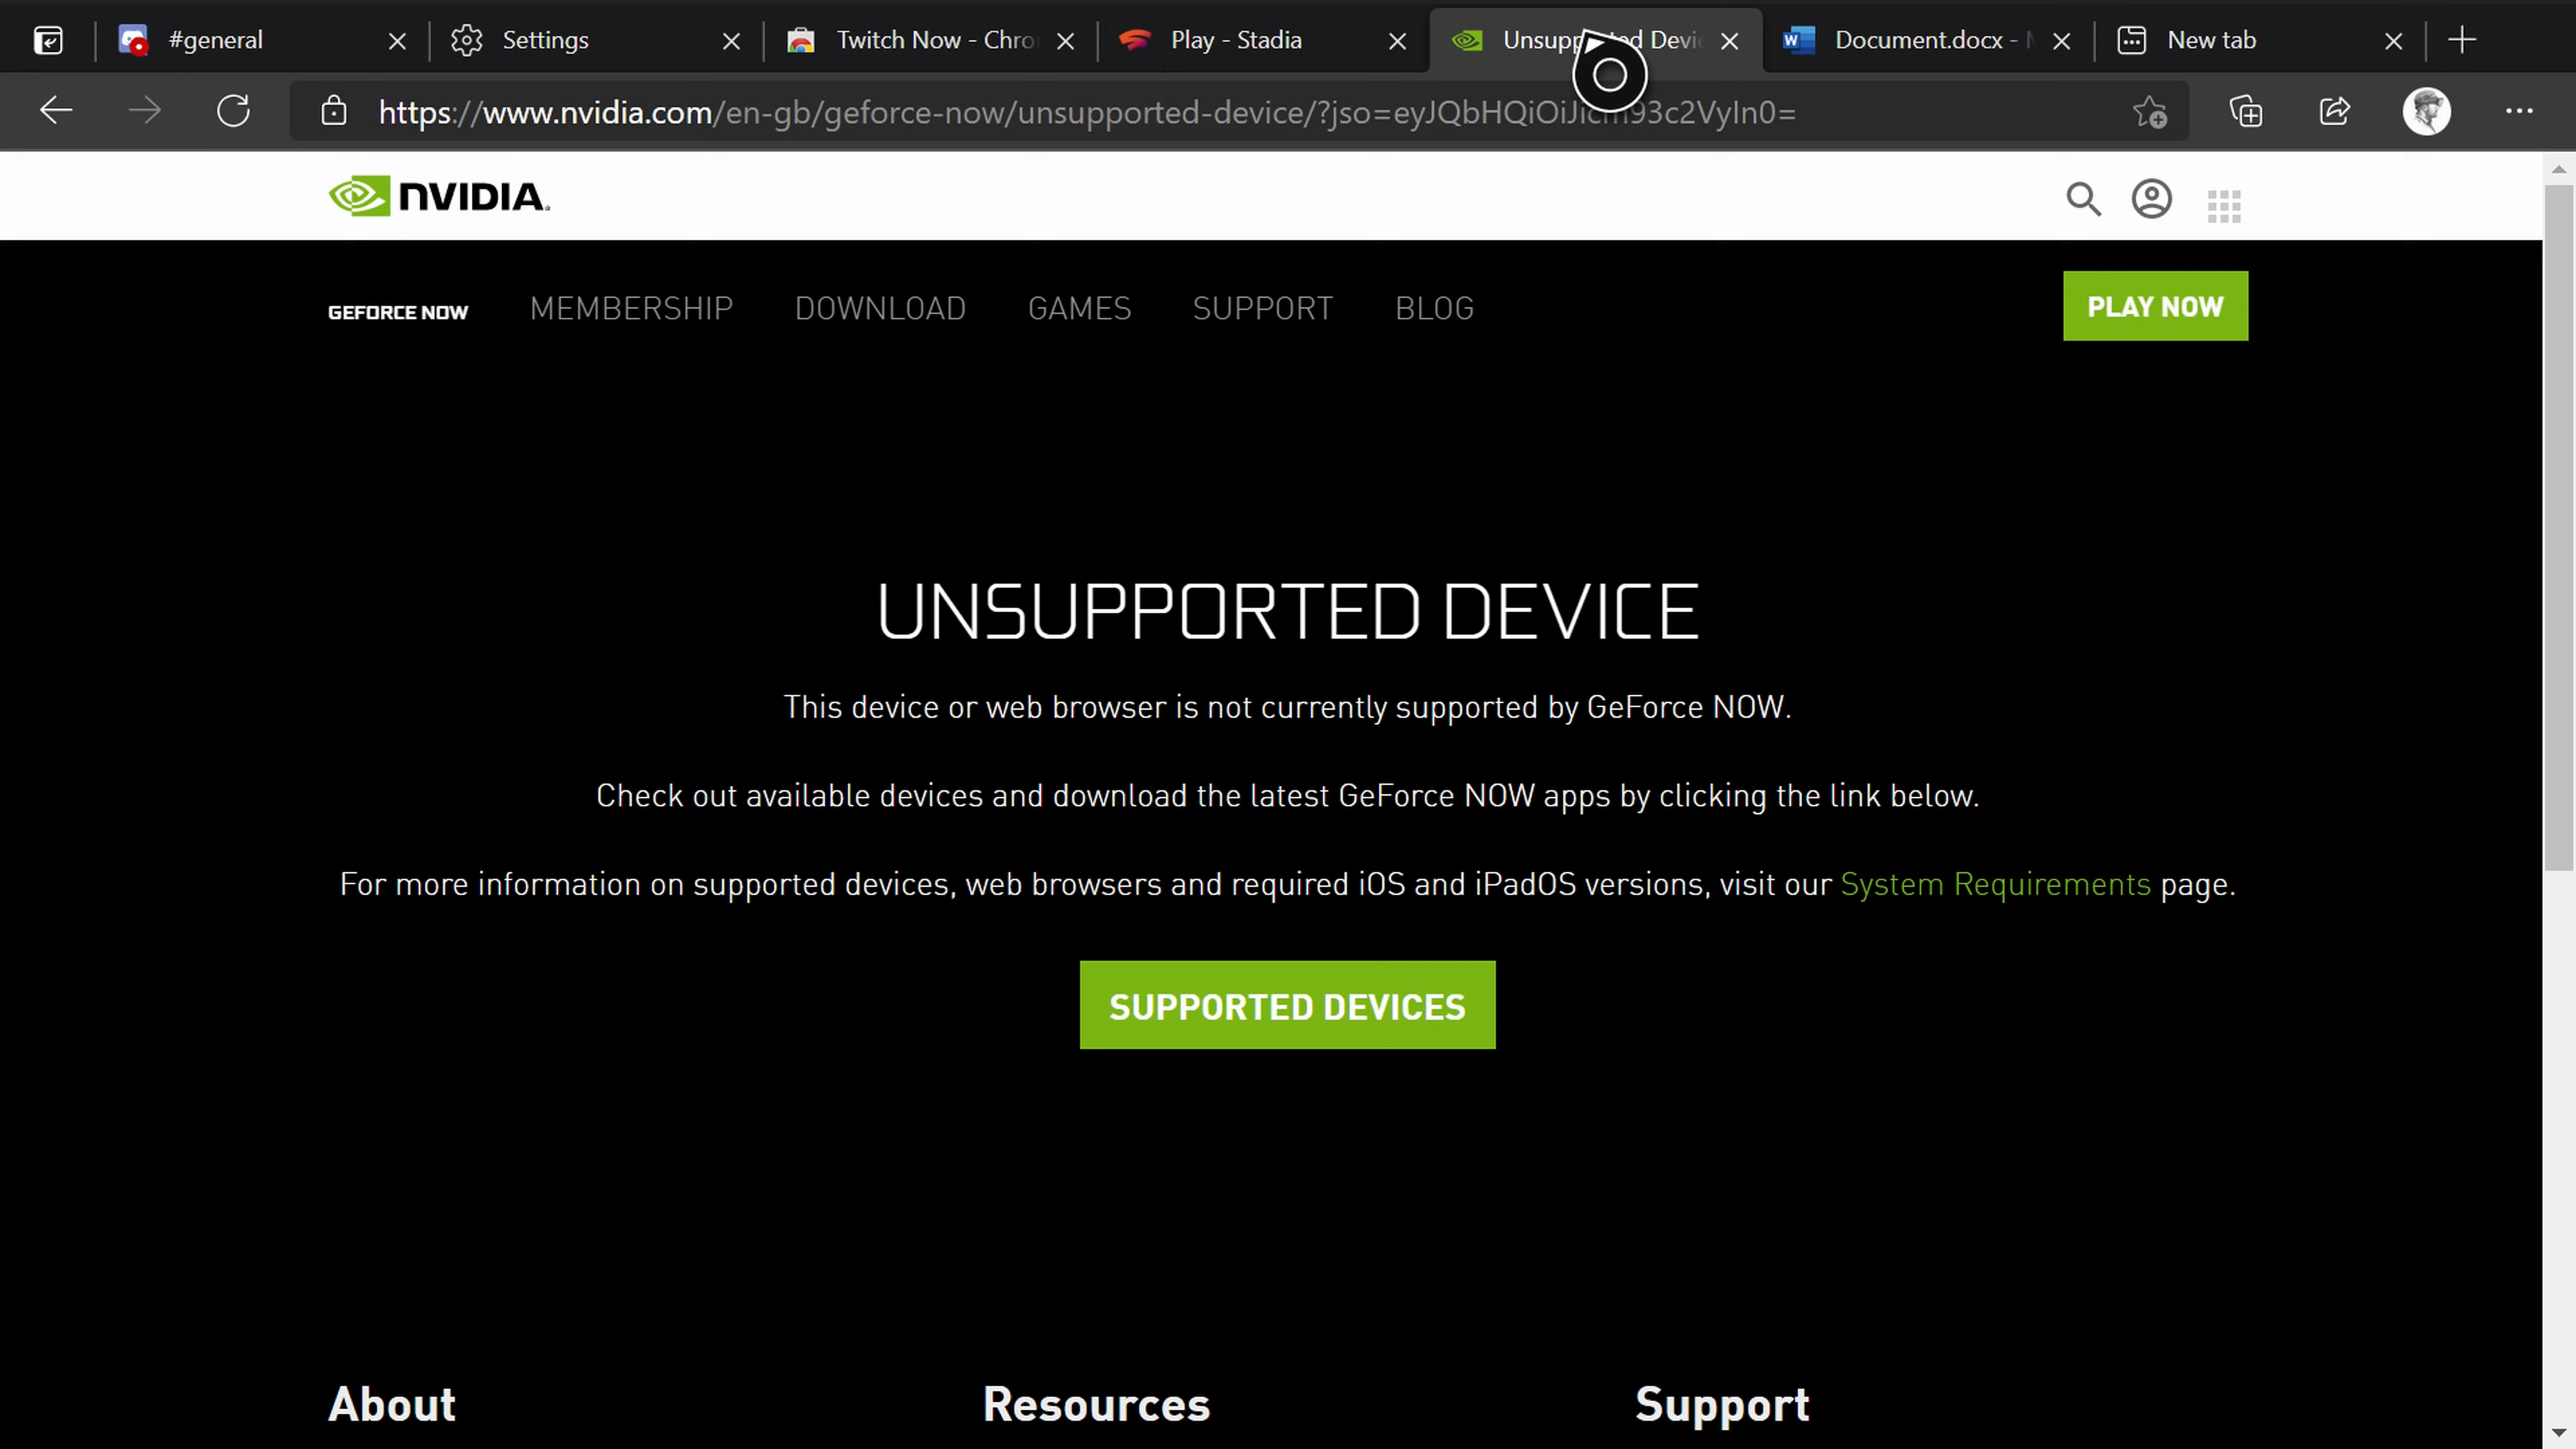 #general
Settings
Twitch Now - Chro
Play - Stadia
Document.docx -
New tab
https://www.nvidia.com/en-gb/geforce-now/unsupported-device/?jso=
NVIDIA.
GEFORCE NOW
MEMBERSHIP
DOWNLOAD
GAMES
SUPPORT
BLOG
PLAY NOW
UNSUPPORTED DEVICE
This device or web browser is not currently supported by GeForce NOW.
Check out available devices and download the latest GeForce NOW apps by clicking the link below.
For more information on supported devices, web browsers and required iOS and iPadOS versions, visit our System Requirements page.
SUPPORTED DEVICES
About
Resources
Support